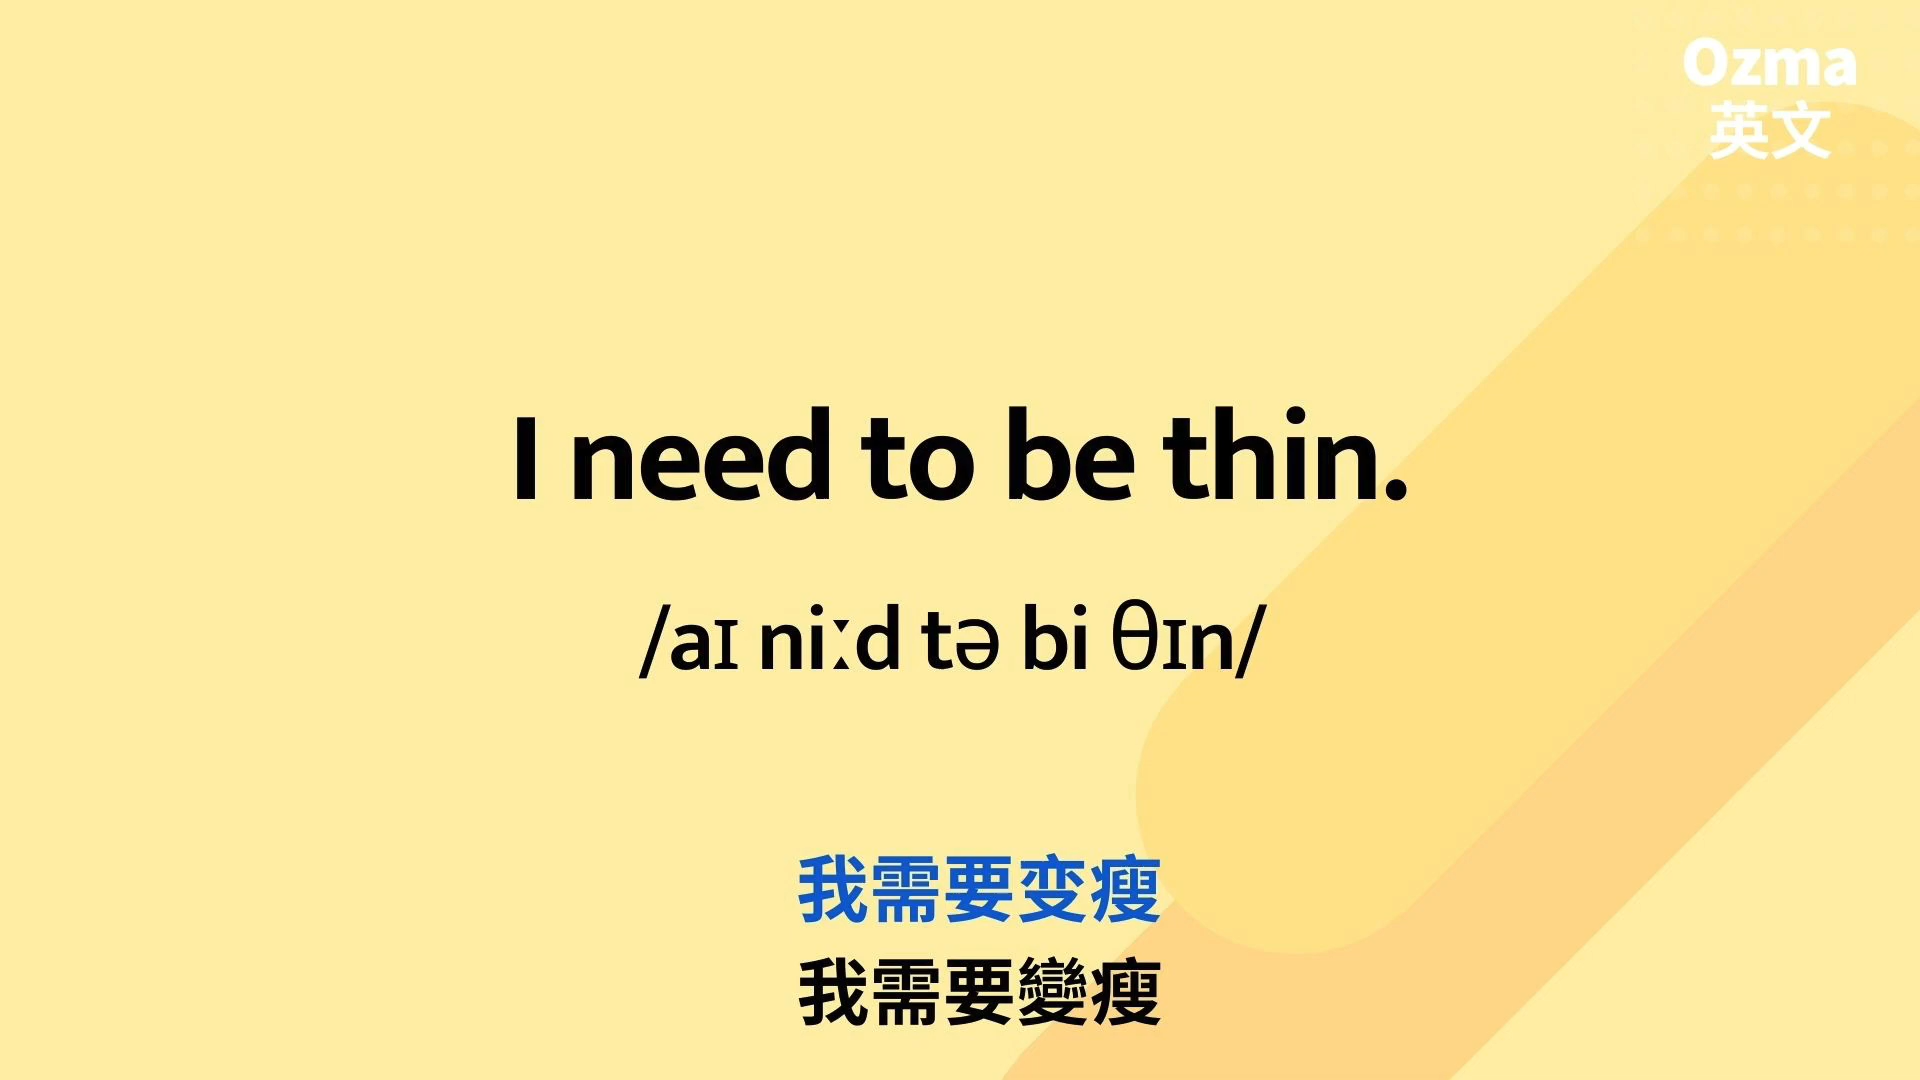 Ozma
英文
I need to be thin.
/aɪ niːd tə bi θɪn/
我需要变瘦
我需要變瘦